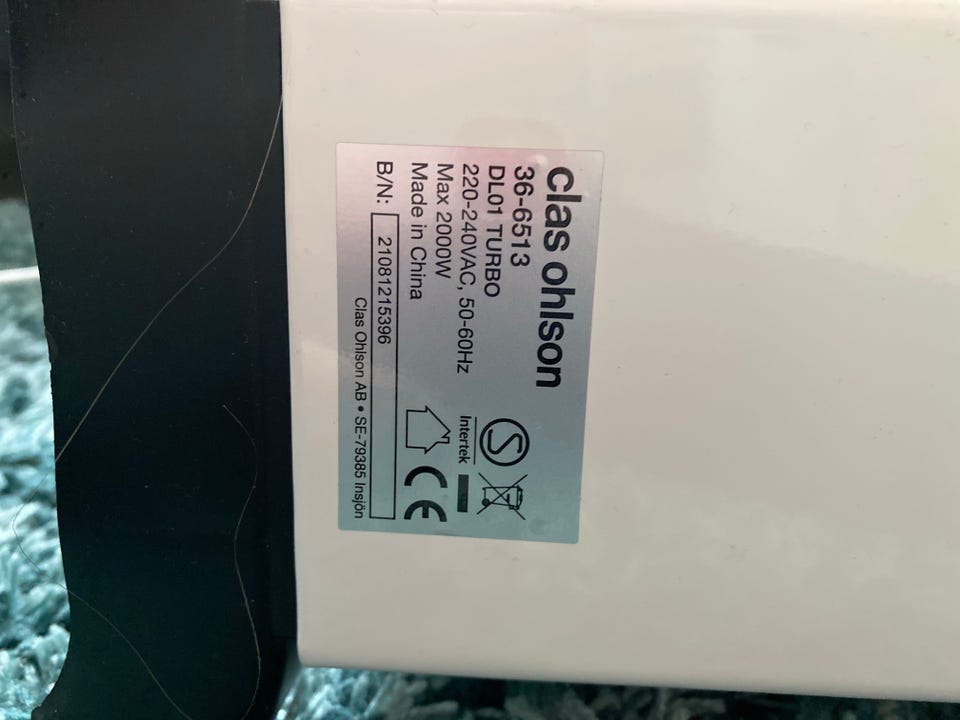 clas ohlson
36-6513
DL01 TURBO
220-240VAC, 50-60Hz
Max 2000W
Made in China
B/N: 21081215396
Clas Ohlson AB • SE-79385 Insjön
S
Intertek
CE